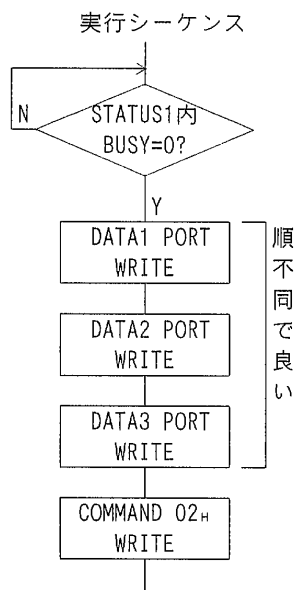 実行シーケンス
N
STATUS1内
BUSY=0?
Y
DATA1 PORT
WRITE
DATA2 PORT
WRITE
DATA3 PORT
WRITE
順不同で良い
COMMAND 02H
WRITE